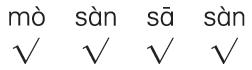 mò sàn sā sàn
√ √ √ √